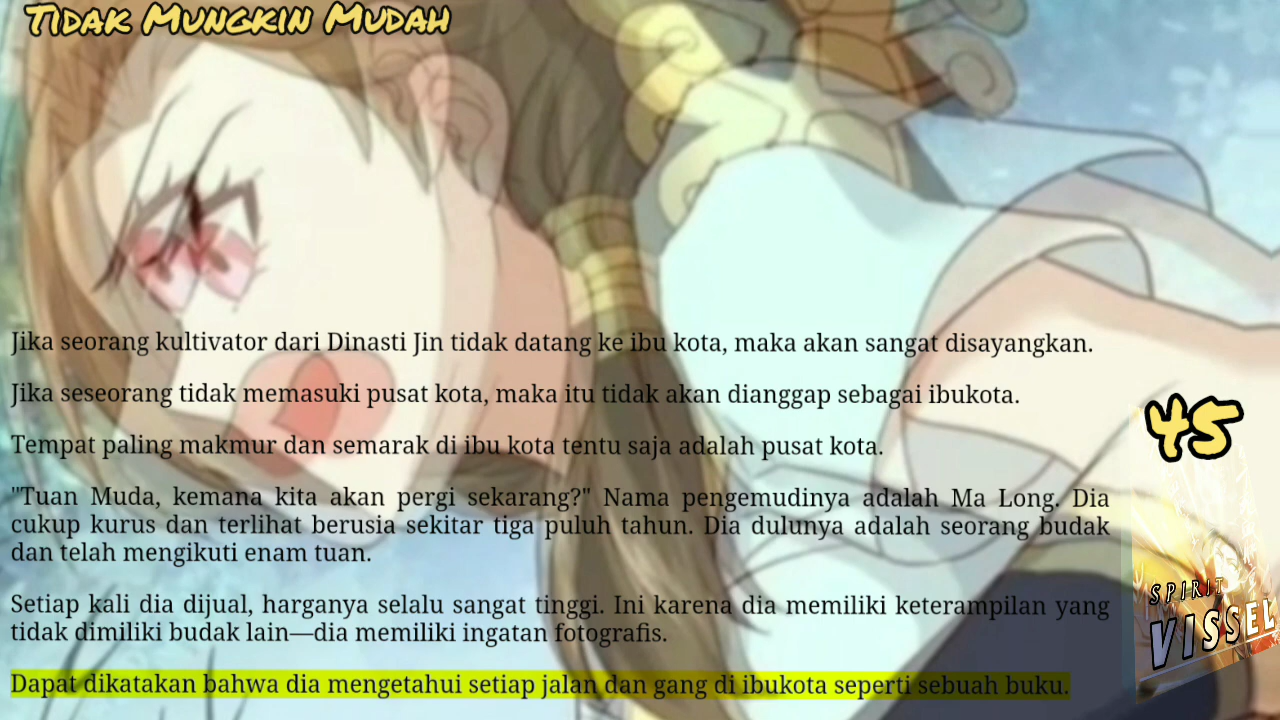 TIDAK MUNGKIN MUDAH
Jika seorang kultivator dari Dinasti Jin tidak datang ke ibu kota, maka akan sangat disayangkan.
Jika seseorang tidak memasuki pusat kota, maka itu tidak akan dianggap sebagai ibukota.
Tempat paling makmur dan semarak di ibu kota tentu saja adalah pusat kota.
"Tuan Muda, kemana kita akan pergi sekarang?" Nama pengemudinya adalah Ma Long. Dia
cukup kurus dan terlihat berusia sekitar tiga puluh tahun. Dia dulunya adalah seorang budak
dan telah mengikuti enam tuan.
Setiap kali dia dijual, harganya selalu sangat tinggi. Ini karena dia memiliki keterampilan yang
tidak dimiliki budak lain—dia memiliki ingatan fotografis.
Dapat dikatakan bahwa dia mengetahui setiap jalan dan gang di ibukota seperti sebuah buku.
45
SPIRIT
VISSEL